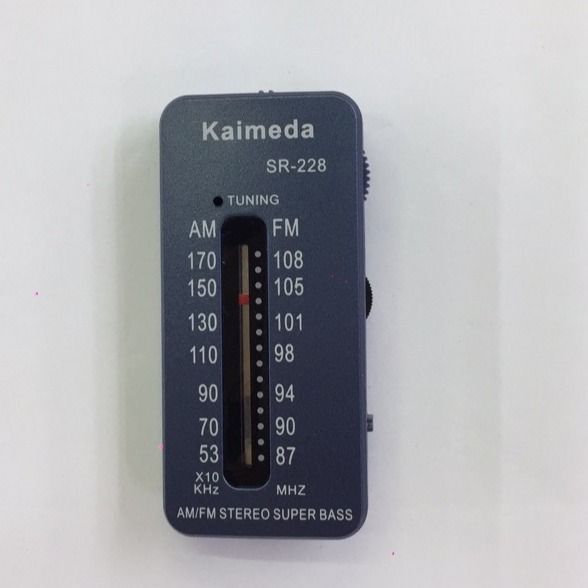 Kaimeda
SR-228
TUNING
AM FM
170 108
150 105
130 101
110 98
90 94
70 90
53 87
X10
KHz MHZ
AM/FM STEREO SUPER BASS